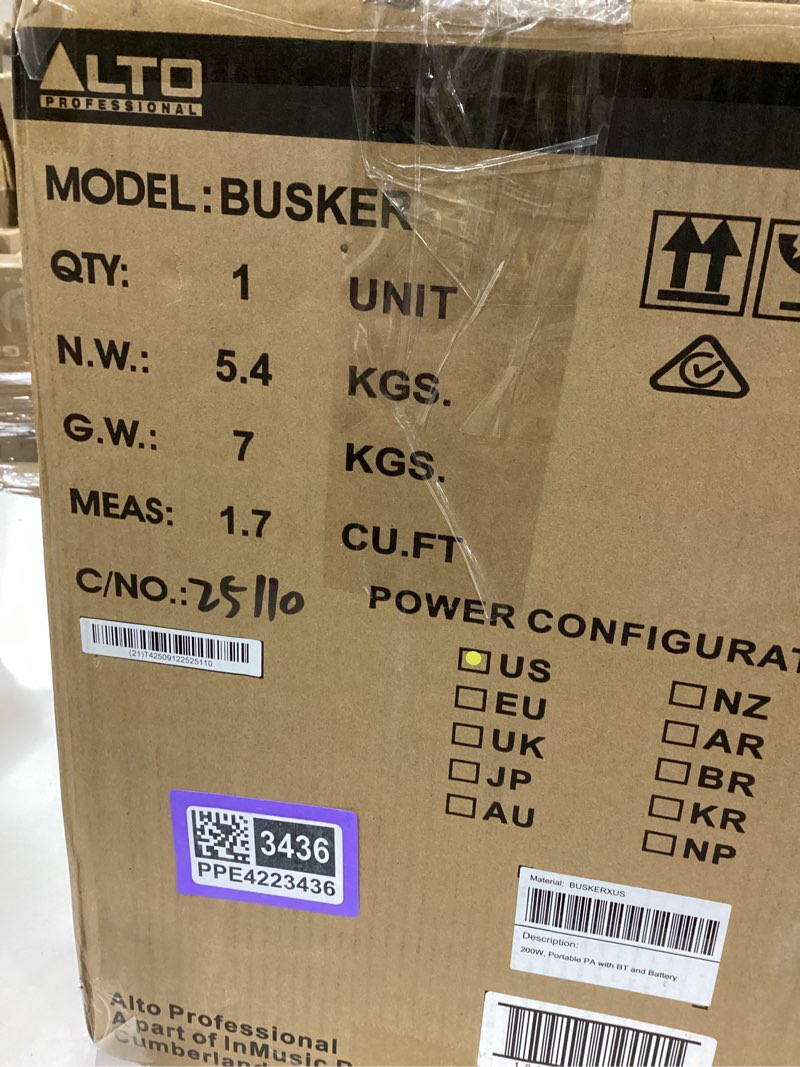 ALTO
PROFESSIONAL
MODEL: BUSKER
QTY: 1 UNIT
N.W.: 5.4 KGS.
G.W.: 7 KGS.
MEAS: 1.7 CU.FT
C/NO.: 25110
(21)T42509122525110
POWER CONFIGURAT
US
EU NZ
UK AR
JP BR
AU KR
NP
3436
PPE4223436
Material: BUSKERXUS
Description:
200W, Portable PA with BT and Battery
Alto Professional
A part of InMusic
Cumberland